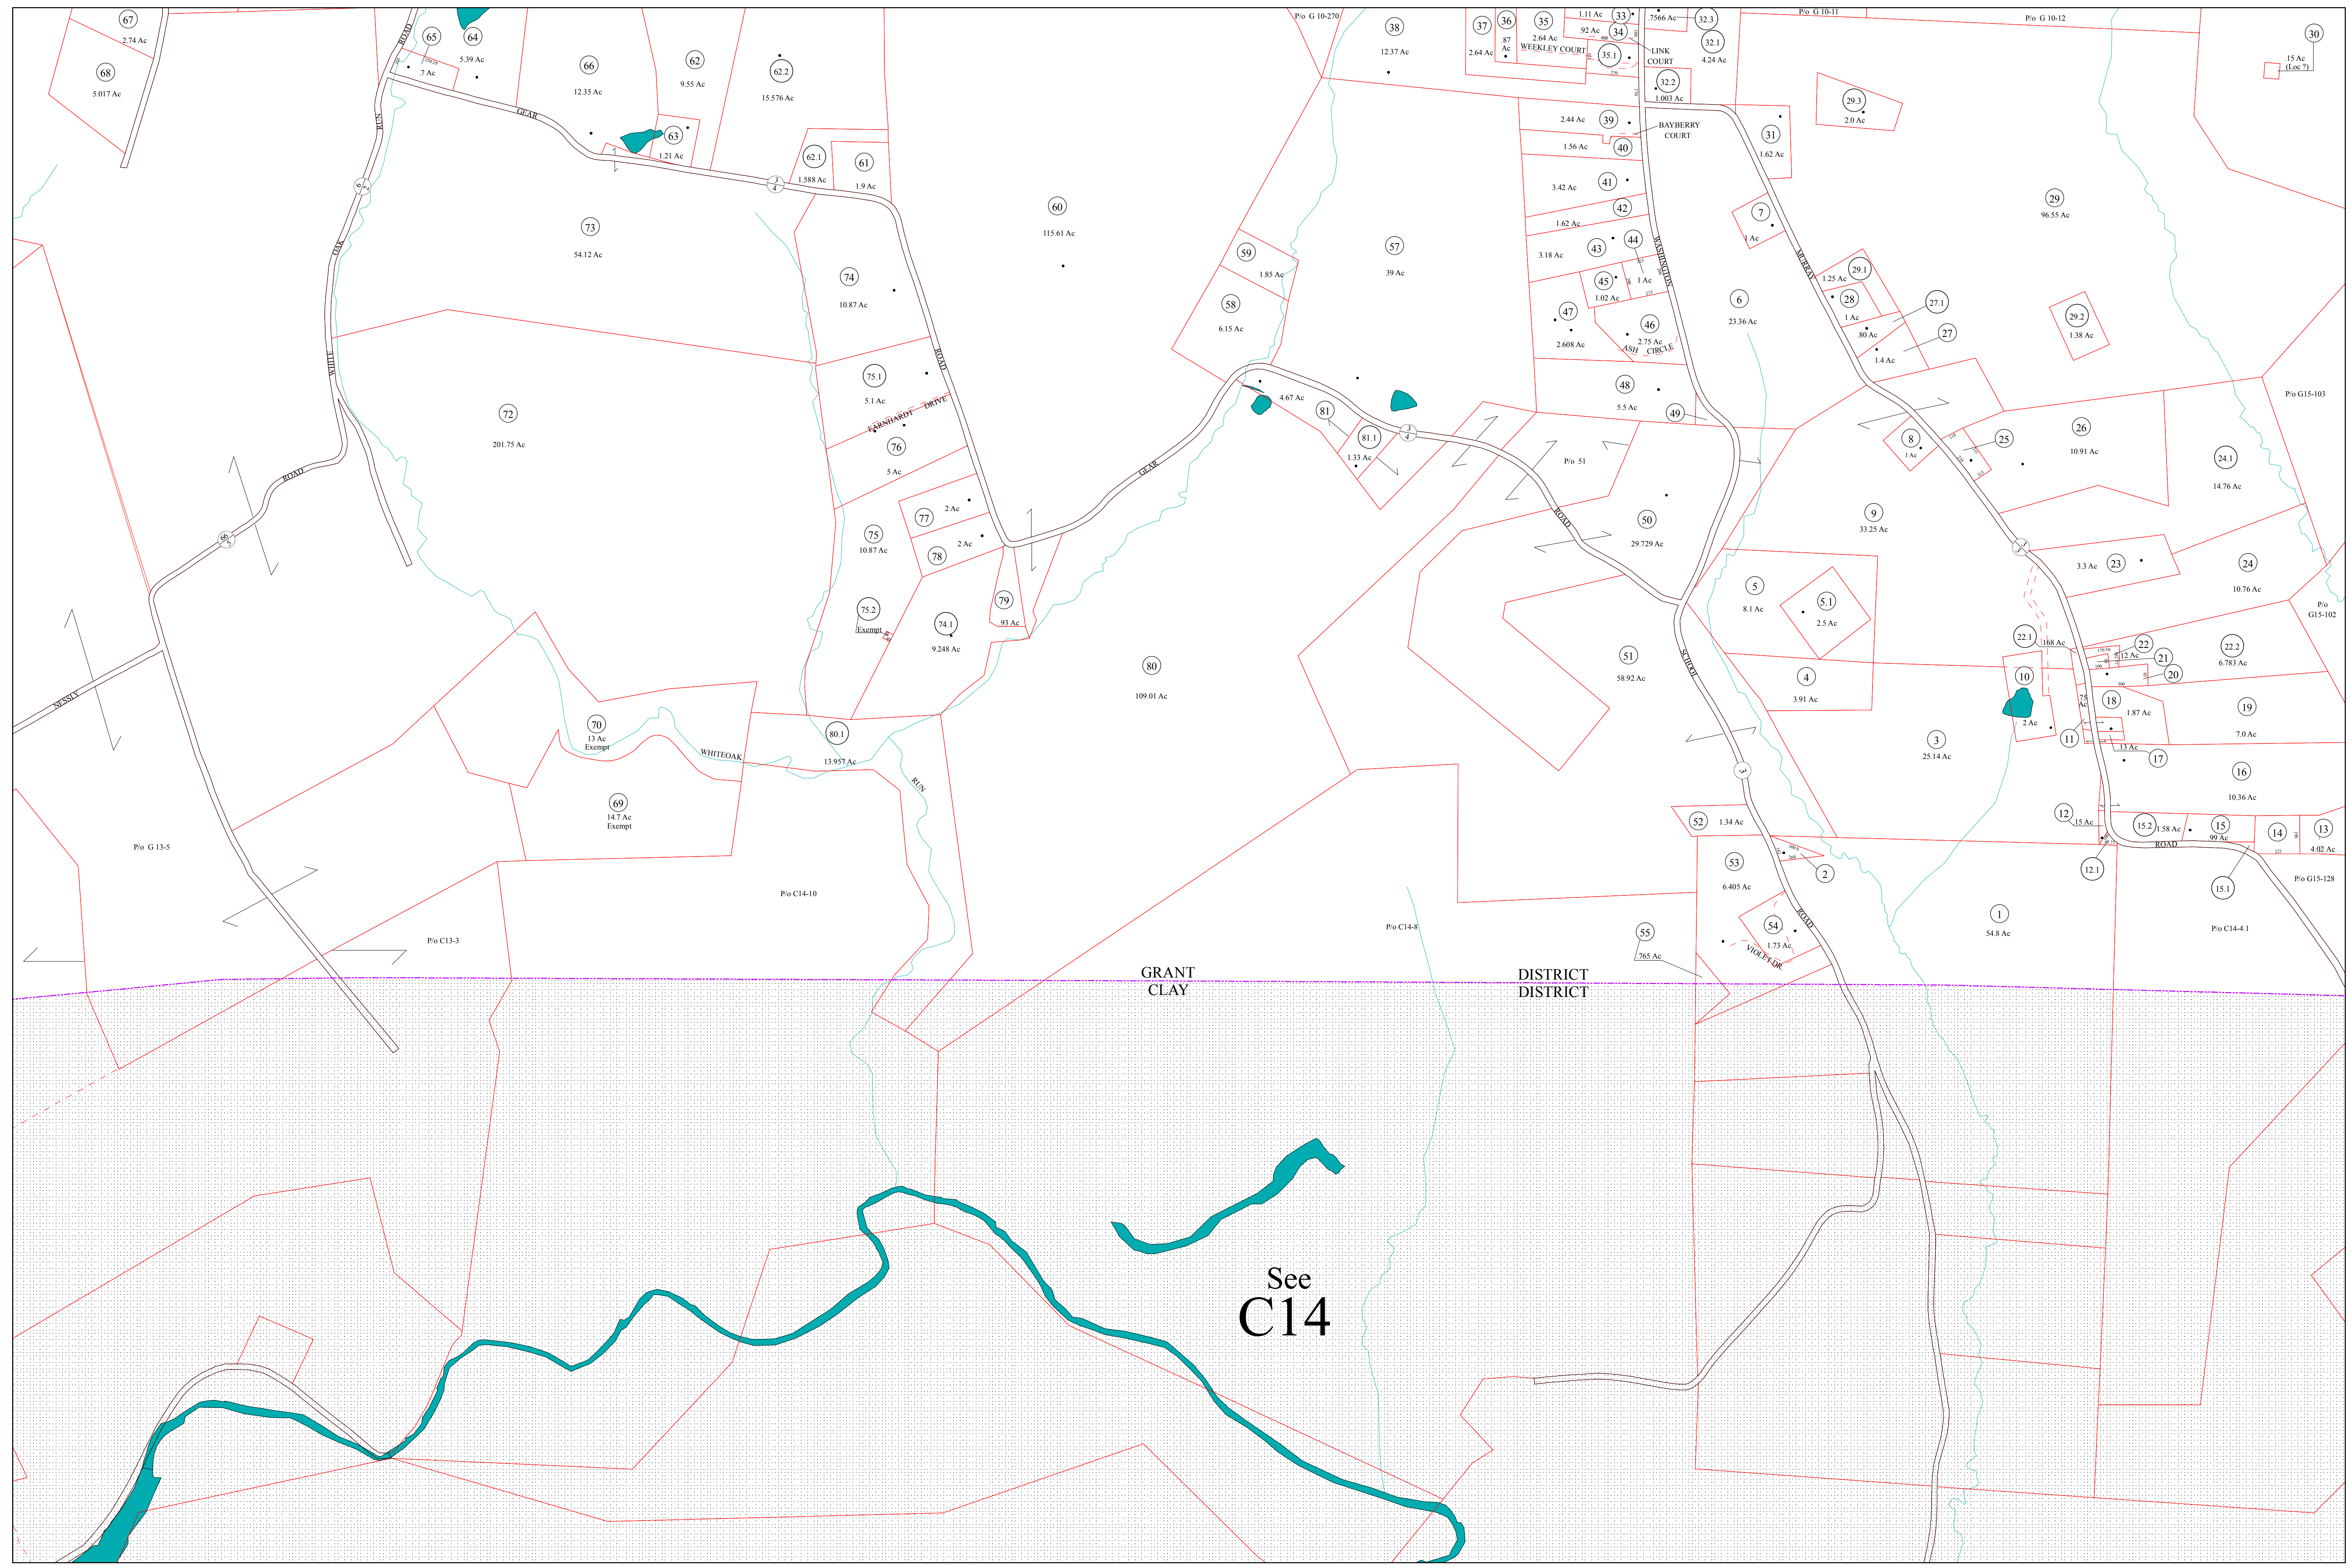 67
2.74 Ac
68
5.017 Ac
ROAD
65
.7 Ac
64
5.39 Ac
66
12.35 Ac
62
9.55 Ac
62.2
15.576 Ac
63
1.21 Ac
GEAR
RUN
6/2
3/4
62.1
1.588 Ac
61
1.9 Ac
60
115.61 Ac
P/o G 10-270
38
12.37 Ac
37
2.64 Ac
36
.87
Ac
35
2.64 Ac
WEEKLEY COURT
1.11 Ac
33
.92 Ac
34
400
35.1
270
LINK
COURT
.7566 Ac
32.3
32.1
4.24 Ac
32.2
1.003 Ac
P/o G 10-11
P/o G 10-12
30
.15 Ac
(Loc ?)
29.3
2.0 Ac
31
1.62 Ac
2.44 Ac
39
BAYBERRY
COURT
1.56 Ac
40
3.42 Ac
41
42
1.62 Ac
3.18 Ac
43
44
1 Ac
45
1.02 Ac
WASHINGTON
47
2.608 Ac
46
2.75 Ac
ASH CIRCLE
48
5.5 Ac
49
7
1 Ac
MURRAY
6
23.36 Ac
29
96.55 Ac
29.1
1.25 Ac
28
1 Ac
27.1
.80 Ac
27
1.4 Ac
29.2
1.38 Ac
P/o G15-103
OAK
73
54.12 Ac
74
10.87 Ac
59
1.85 Ac
58
6.15 Ac
57
39 Ac
WHITE
ROAD
72
201.75 Ac
75.1
5.1 Ac
EARNHARDT DRIVE
76
5 Ac
ROAD
77
2 Ac
78
2 Ac
75
10.87 Ac
GEAR
4.67 Ac
81
81.1
1.33 Ac
3/4
P/o 51
ROAD
50
29.729 Ac
8
1 Ac
25
26
10.91 Ac
24.1
14.76 Ac
9
33.25 Ac
23
3.3 Ac
24
10.76 Ac
P/o
G15-102
5
8.1 Ac
5.1
2.5 Ac
75.2
Exempt
74.1
9.248 Ac
79
.93 Ac
80
109.01 Ac
51
58.92 Ac
SCHOOL
4
3.91 Ac
22.1
.168 Ac
22
.12 Ac
21
20
22.2
6.783 Ac
10
2 Ac
.75
Ac
18
1.87 Ac
19
7.0 Ac
11
.13 Ac
17
16
10.36 Ac
3
25.14 Ac
NESSLY
70
13 Ac
Exempt
WHITEOAK
80.1
13.957 Ac
RUN
69
14.7 Ac
Exempt
3
52
1.34 Ac
53
6.405 Ac
2
54
1.73 Ac
VIOLET DR.
ROAD
55
.765 Ac
12
.15 Ac
12.1
15.2
1.58 Ac
15
.99 Ac
ROAD
14
225
13
4.02 Ac
15.1
P/o G15-128
1
54.8 Ac
P/o C14-4.1
P/o G 13-5
P/o C14-10
P/o C13-3
P/o C14-8
GRANT DISTRICT
CLAY DISTRICT
See
C14